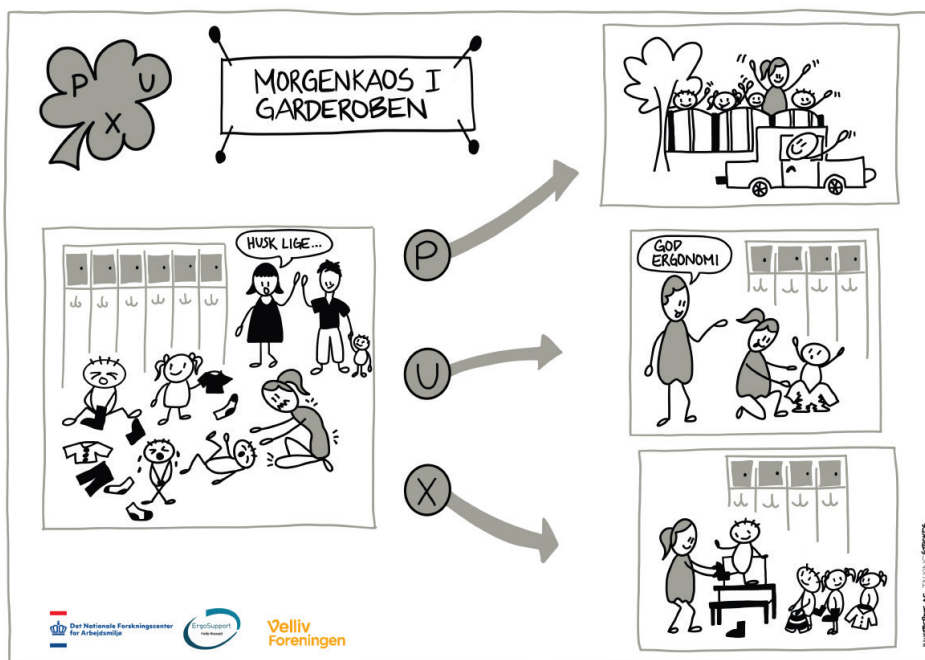 P
U
X
MORGENKAOS I
GARDEROBEN
HUSK LIGE...
P
U
X
GOD
ERGONOMI
Det Nationale Forskningscenter
for Arbejdsmiljø
ErgoSupport
Velliv
Foreningen